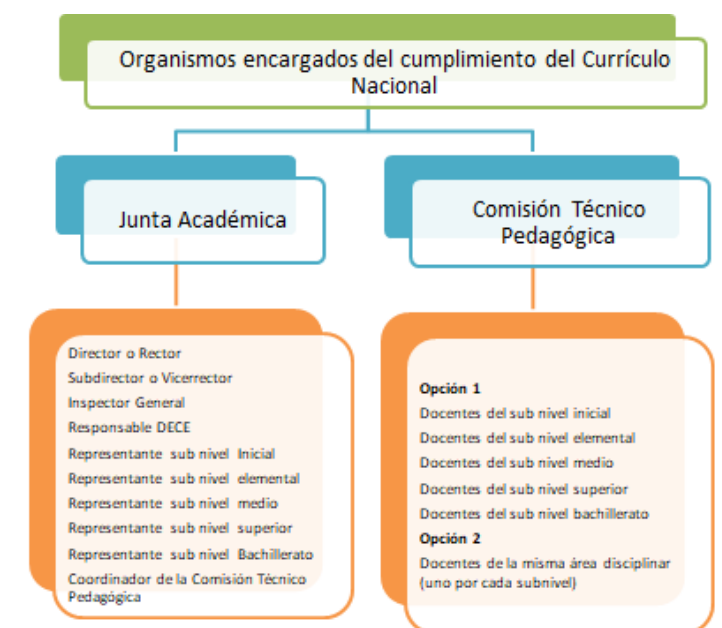 Organismos encargados del cumplimiento del Currículo
Nacional
Junta Académica
Comisión Técnico
Pedagógica
Director o Rector
Subdirector o Vicerrector
Inspector General
Responsable DECE
Representante sub nivel Inicial
Representante sub nivel elemental
Representante sub nivel medio
Representante sub nivel superior
Representante sub nivel Bachillerato
Coordinador de la Comisión Técnico
Pedagógica
Opción 1
Docentes del sub nivel inicial
Docentes del sub nivel elemental
Docentes del sub nivel medio
Docentes del sub nivel superior
Docentes del sub nivel bachillerato
Opción 2
Docentes de la misma área disciplinar
(uno por cada subnivel)